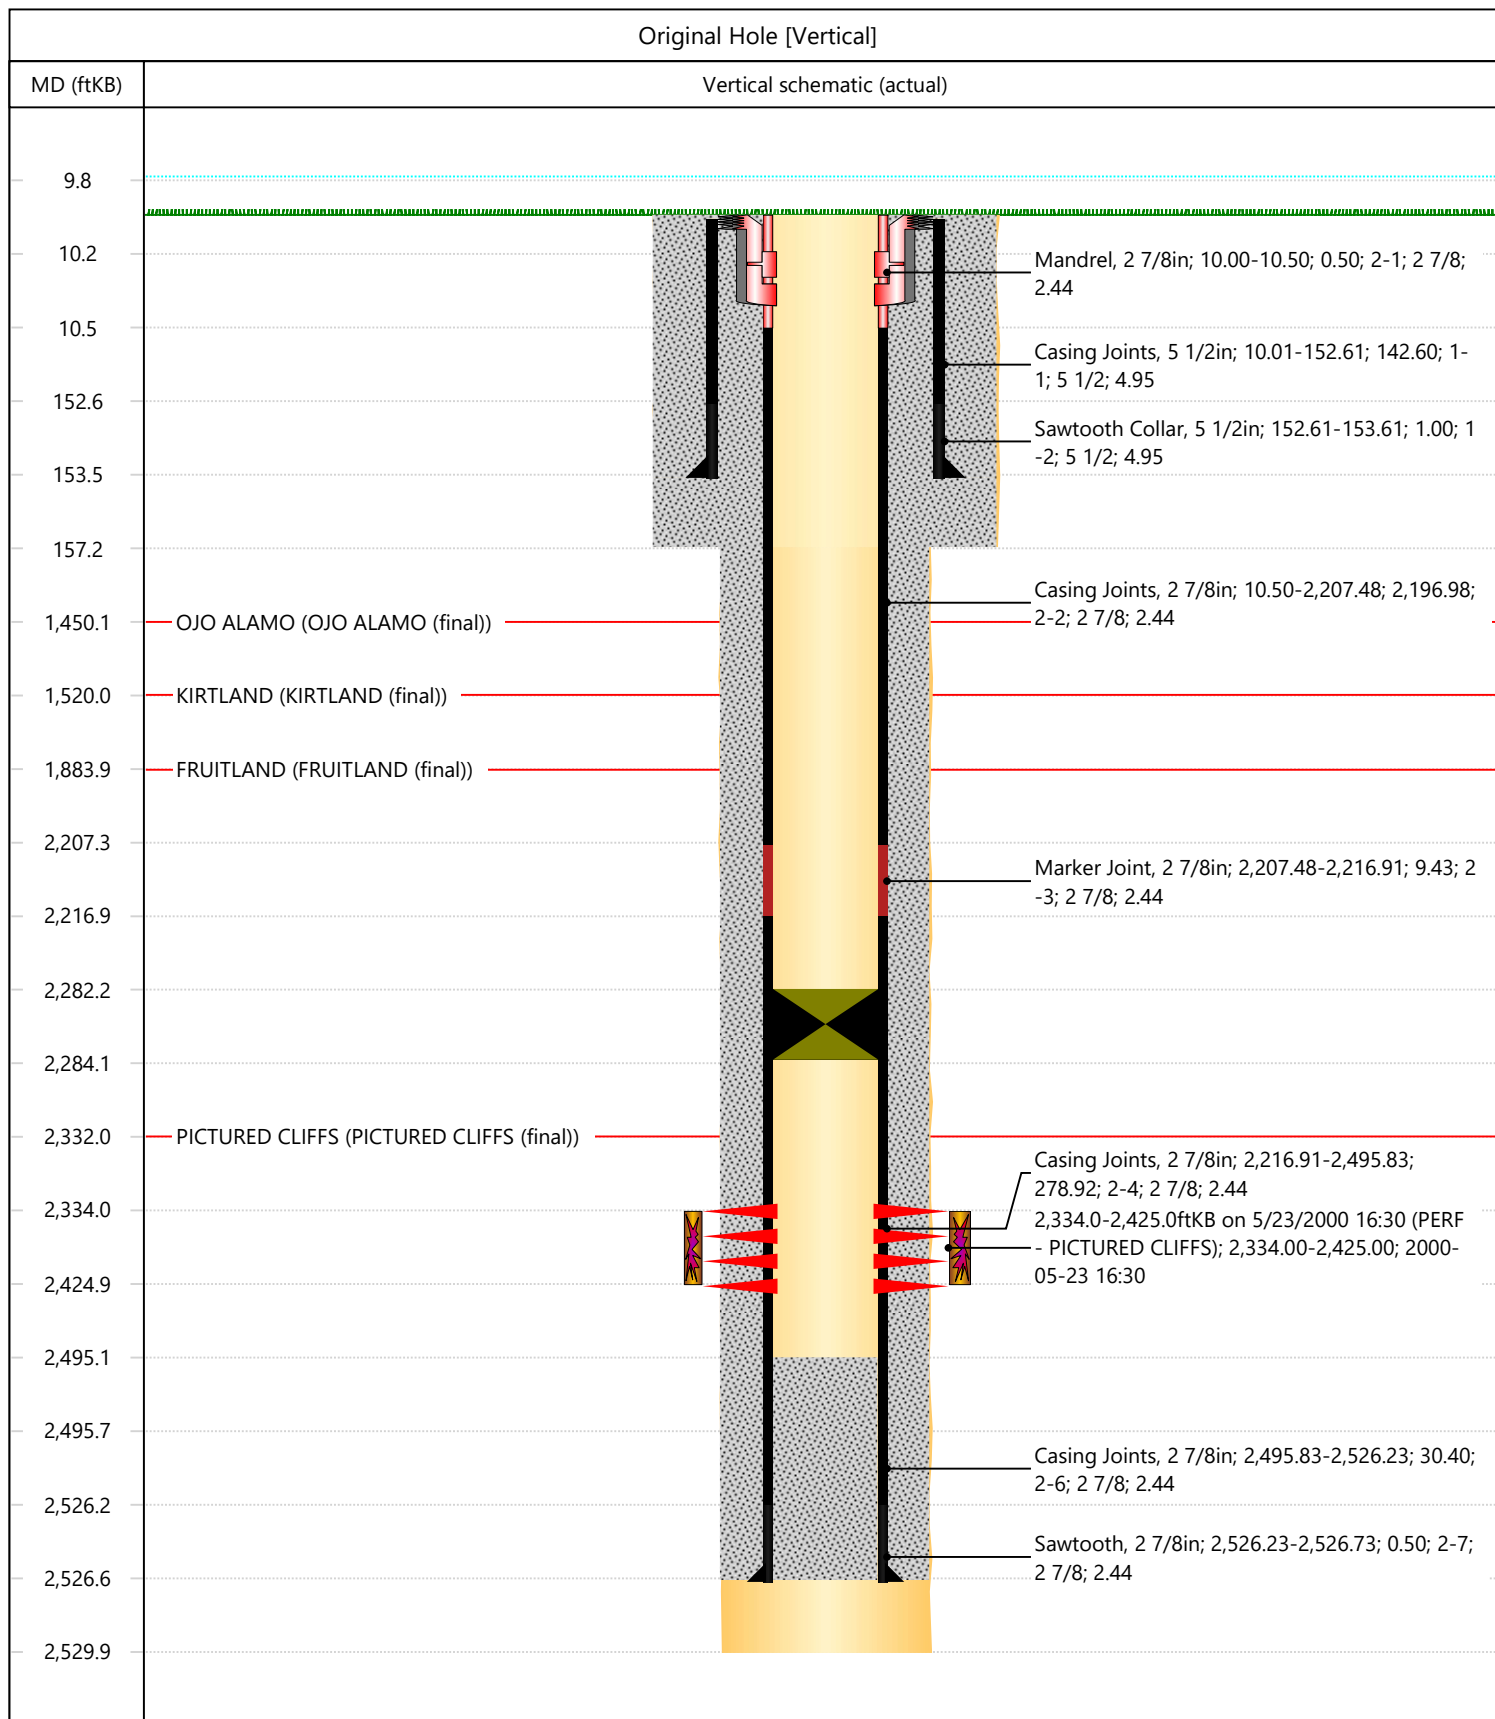 Original Hole [Vertical]
MD (ftKB)
Vertical schematic (actual)
9.8
10.2
Mandrel, 2 7/8in; 10.00-10.50; 0.50; 2-1; 2 7/8;
2.44
10.5
Casing Joints, 5 1/2in; 10.01-152.61; 142.60; 1-
1; 5 1/2; 4.95
152.6
Sawtooth Collar, 5 1/2in; 152.61-153.61; 1.00; 1
-2; 5 1/2; 4.95
153.5
157.2
Casing Joints, 2 7/8in; 10.50-2,207.48; 2,196.98;
2-2; 2 7/8; 2.44
1,450.1
OJO ALAMO (OJO ALAMO (final))
1,520.0
KIRTLAND (KIRTLAND (final))
1,883.9
FRUITLAND (FRUITLAND (final))
2,207.3
Marker Joint, 2 7/8in; 2,207.48-2,216.91; 9.43; 2
-3; 2 7/8; 2.44
2,216.9
2,282.2
2,284.1
2,332.0
PICTURED CLIFFS (PICTURED CLIFFS (final))
Casing Joints, 2 7/8in; 2,216.91-2,495.83;
278.92; 2-4; 2 7/8; 2.44
2,334.0
2,334.0-2,425.0ftKB on 5/23/2000 16:30 (PERF
- PICTURED CLIFFS); 2,334.00-2,425.00; 2000-
05-23 16:30
2,424.9
2,495.1
2,495.7
Casing Joints, 2 7/8in; 2,495.83-2,526.23; 30.40;
2-6; 2 7/8; 2.44
2,526.2
Sawtooth, 2 7/8in; 2,526.23-2,526.73; 0.50; 2-7;
2 7/8; 2.44
2,526.6
2,529.9